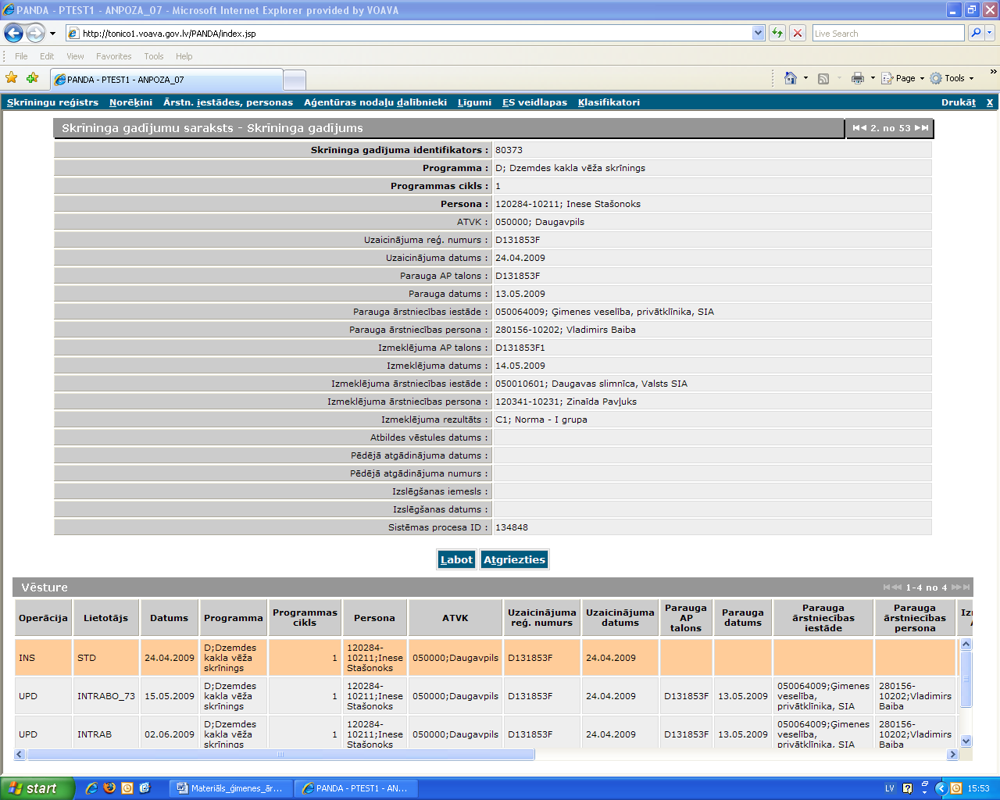 PANDA - PTEST1 - ANPOZA_07 - Microsoft Internet Explorer provided by VOAVA
http://tonico1.voava.gov.lv/PANDA/index.jsp
Live Search
File Edit View Favorites Tools Help
PANDA - PTEST1 - ANPOZA_07
Page Tools
Skrīningu reģistrs Norēķini Ārstn. iestādes, personas Aģentūras nodaļu dalībnieki Līgumi ES veidlapas Klasifikatori Drukāt X
Skrīninga gadījumu saraksts - Skrīninga gadījums 2. no 53
Skrīninga gadījuma identifikators : 80373
Programma : D; Dzemdes kakla vēža skrīnings
Programmas cikls : 1
Persona : 120284-10211; Inese Stašonoks
ATVK : 050000; Daugavpils
Uzaicinājuma reģ. numurs : D131853F
Uzaicinājuma datums : 24.04.2009
Parauga AP talons : D131853F
Parauga datums : 13.05.2009
Parauga ārstniecības iestāde : 050064009; Ģimenes veselība, privātklīnika, SIA
Parauga ārstniecības persona : 280156-10202; Vladimirs Baiba
Izmeklējuma AP talons : D131853F1
Izmeklējuma datums : 14.05.2009
Izmeklējuma ārstniecības iestāde : 050010601; Daugavas slimnīca, Valsts SIA
Izmeklējuma ārstniecības persona : 120341-10231; Zinaīda Pavļuks
Izmeklējuma rezultāts : C1; Norma - I grupa
Atbildes vēstules datums :
Pēdējā atgādinājuma datums :
Pēdējā atgādinājuma numurs :
Izslēgšanas iemesls :
Izslēgšanas datums :
Sistēmas procesa ID : 134848
Labot Atgriezties
Vēsture 1-4 no 4
Operācija Lietotājs Datums Programma Programmas cikls Persona ATVK Uzaicinājuma reģ. numurs Uzaicinājuma datums Parauga AP talons Parauga datums Parauga ārstniecības iestāde Parauga ārstniecības persona
INS STD 24.04.2009 D;Dzemdes kakla vēža skrīnings 1 120284-10211;Inese Stašonoks 050000;Daugavpils D131853F 24.04.2009
UPD INTRABO_73 15.05.2009 D;Dzemdes kakla vēža skrīnings 1 120284-10211;Inese Stašonoks 050000;Daugavpils D131853F 24.04.2009 D131853F 13.05.2009 050064009;Ģimenes veselība, privātklīnika, SIA 280156-10202;Vladimirs Baiba
UPD INTRAB 02.06.2009 D;Dzemdes kakla vēža skrīnings 1 120284-10211;Inese Stašonoks 050000;Daugavpils D131853F 24.04.2009 D131853F 13.05.2009 050064009;Ģimenes veselība, privātklīnika, SIA 280156-10202;Vladimirs Baiba
start Materiāls_ģimenes_ār... PANDA - PTEST1 - AN... LV 15:53